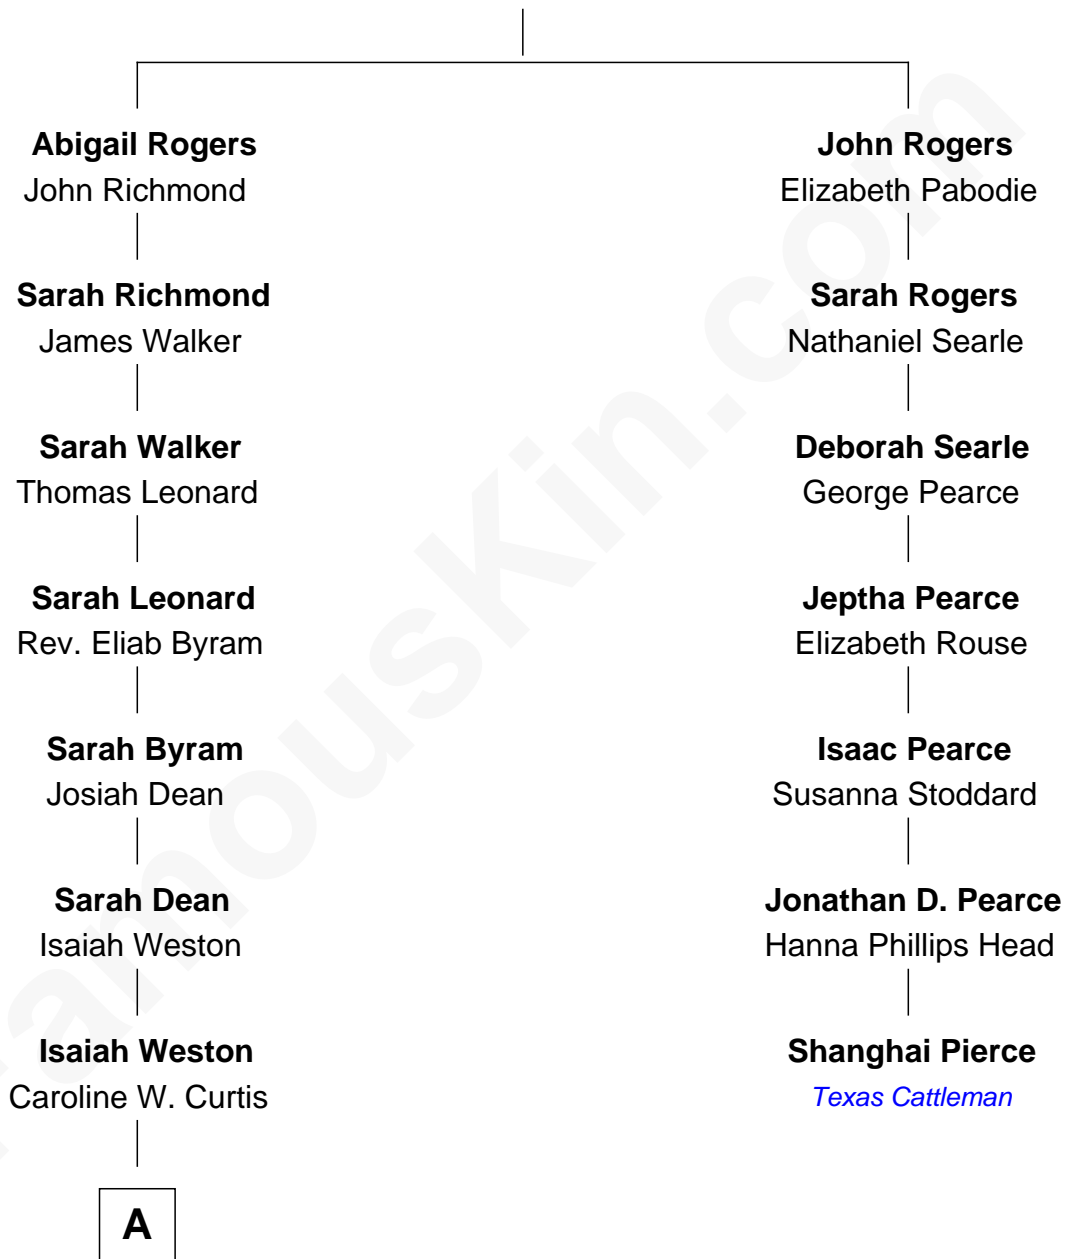 Abigail Rogers
John Richmond
Sarah Richmond
James Walker
Sarah Walker
Thomas Leonard
Sarah Leonard
Rev. Eliab Byram
Sarah Byram
Josiah Dean
Sarah Dean
Isaiah Weston
Isaiah Weston
Caroline W. Curtis
A
John Rogers
Elizabeth Pabodie
Sarah Rogers
Nathaniel Searle
Deborah Searle
George Pearce
Jeptha Pearce
Elizabeth Rouse
Isaac Pearce
Susanna Stoddard
Jonathan D. Pearce
Hanna Phillips Head
Shanghai Pierce
Texas Cattleman
FamousKin.com